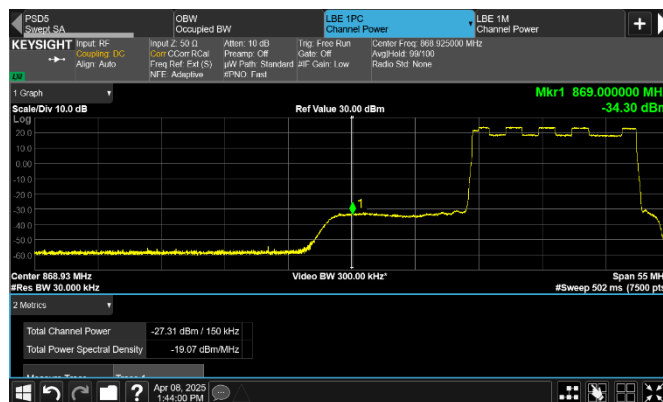 PSD5
Swept SA
OBW
Occupied BW
LBE 1PC
Channel Power
LBE 1M
Channel Power
KEYSIGHT
Input: RF
Coupling: DC
Align: Auto
Input Z: 50 Ω
Corr CCorr RCal
Freq Ref: Ext (S)
NFE: Adaptive
Atten: 10 dB
Preamp: Off
µW Path: Standard
#PNO: Fast
Trig: Free Run
Gate: Off
#IF Gain: Low
Center Freq: 868.925000 MHz
Avg|Hold: 99/100
Radio Std: None
1 Graph
Mkr1 869.000000 MH
Scale/Div 10.0 dB
Ref Value 30.00 dBm
-34.30 dBm
Log
20.0
10.0
0.00
-10.0
-20.0
-30.0
-40.0
-50.0
-60.0
1
Center 868.93 MHz
Video BW 300.00 kHz*
Span 55 MH
#Res BW 30.000 kHz
#Sweep 502 ms (7500 pts
2 Metrics
Total Channel Power
-27.31 dBm / 150 kHz
Total Power Spectral Density
-19.07 dBm/MHz
?
Apr 08, 2025
1:44:00 PM